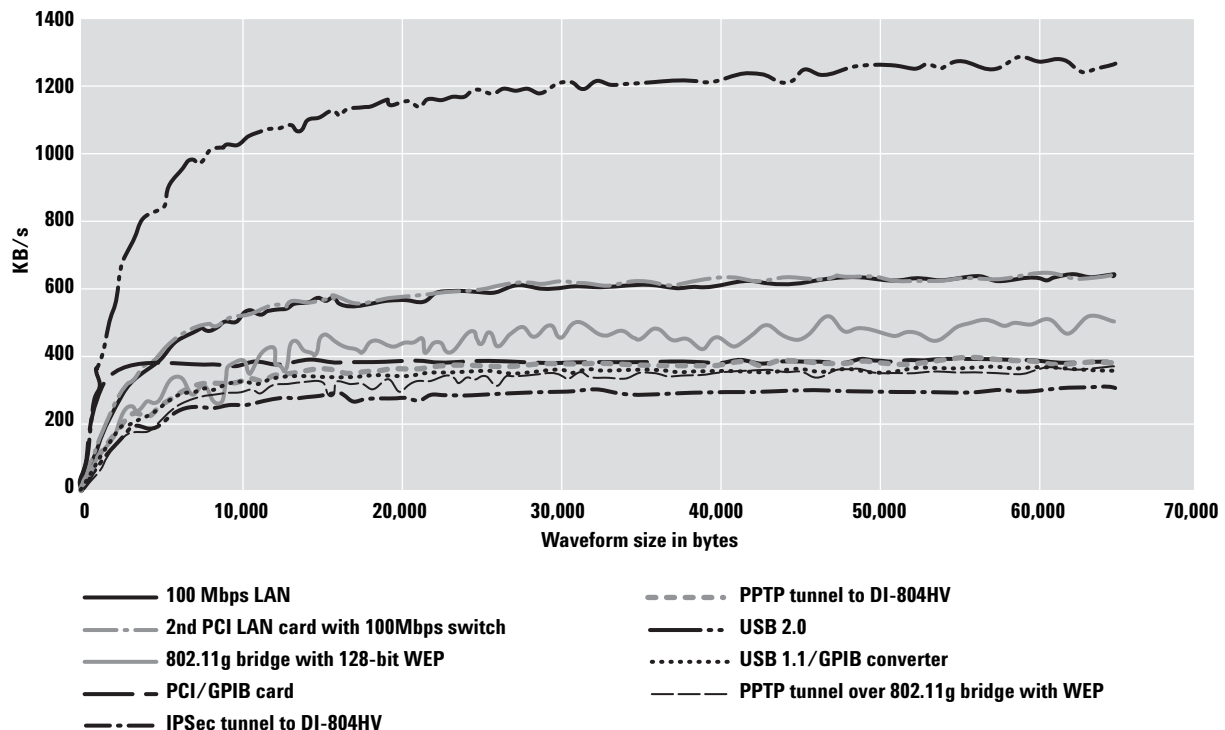 1400
1200
1000
800
600
400
200
0
KB/s
0 10,000 20,000 30,000 40,000 50,000 60,000 70,000
Waveform size in bytes
100 Mbps LAN
2nd PCI LAN card with 100Mbps switch
802.11g bridge with 128-bit WEP
PCI/GPIB card
IPSec tunnel to DI-804HV
PPTP tunnel to DI-804HV
USB 2.0
USB 1.1/GPIB converter
PPTP tunnel over 802.11g bridge with WEP